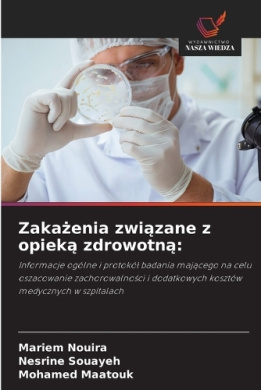 WYDAWNICTWO
NASZA WIEDZA
Zakażenia związane z
opieką zdrowotną:
Informacje ogólne i protokół badania mającego na celu
oszacowanie zachorowalności i dodatkowych kosztów
medycznych w szpitalach
Mariem Nouira
Nesrine Souayeh
Mohamed Maatouk